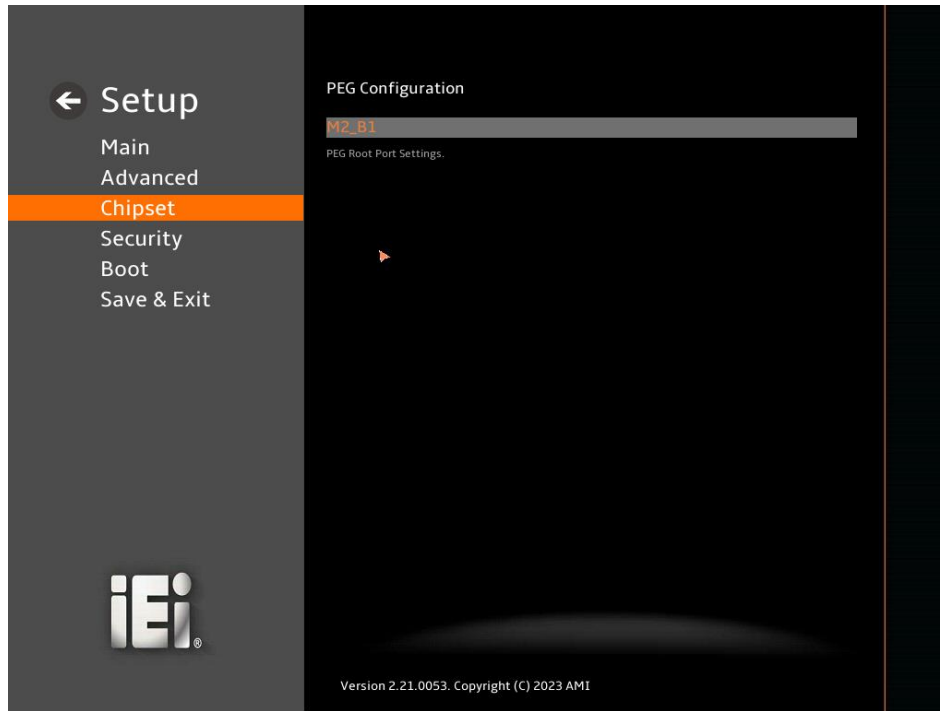 Setup
Main
Advanced
Chipset
Security
Boot
Save & Exit
iEi®
PEG Configuration
M2_B1
PEG Root Port Settings.
Version 2.21.0053. Copyright (C) 2023 AMI